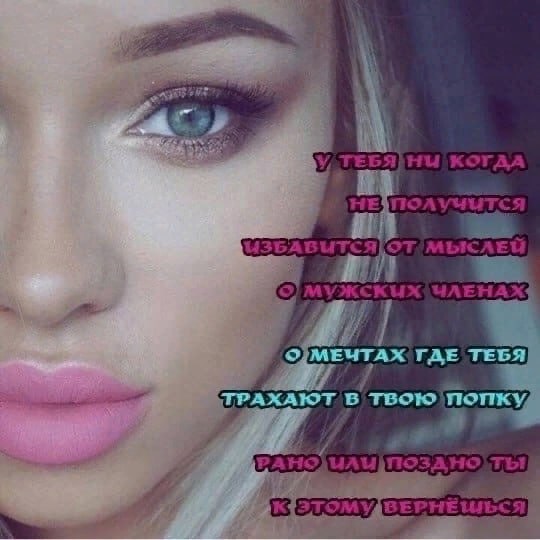 У ТЕБЯ НИ КОГДА
НЕ ПОЛУЧИТСЯ
ИЗБАВИТСЯ ОТ МЫСЛЕЙ
О МУЖСКИХ ЧЛЕНАХ
О МЕЧТАХ ГДЕ ТЕБЯ
ТРАХАЮТ В ТВОЮ ПОПКУ
РАНО ИЛИ ПОЗДНО ТЫ
К ЭТОМУ ВЕРНЁШЬСЯ